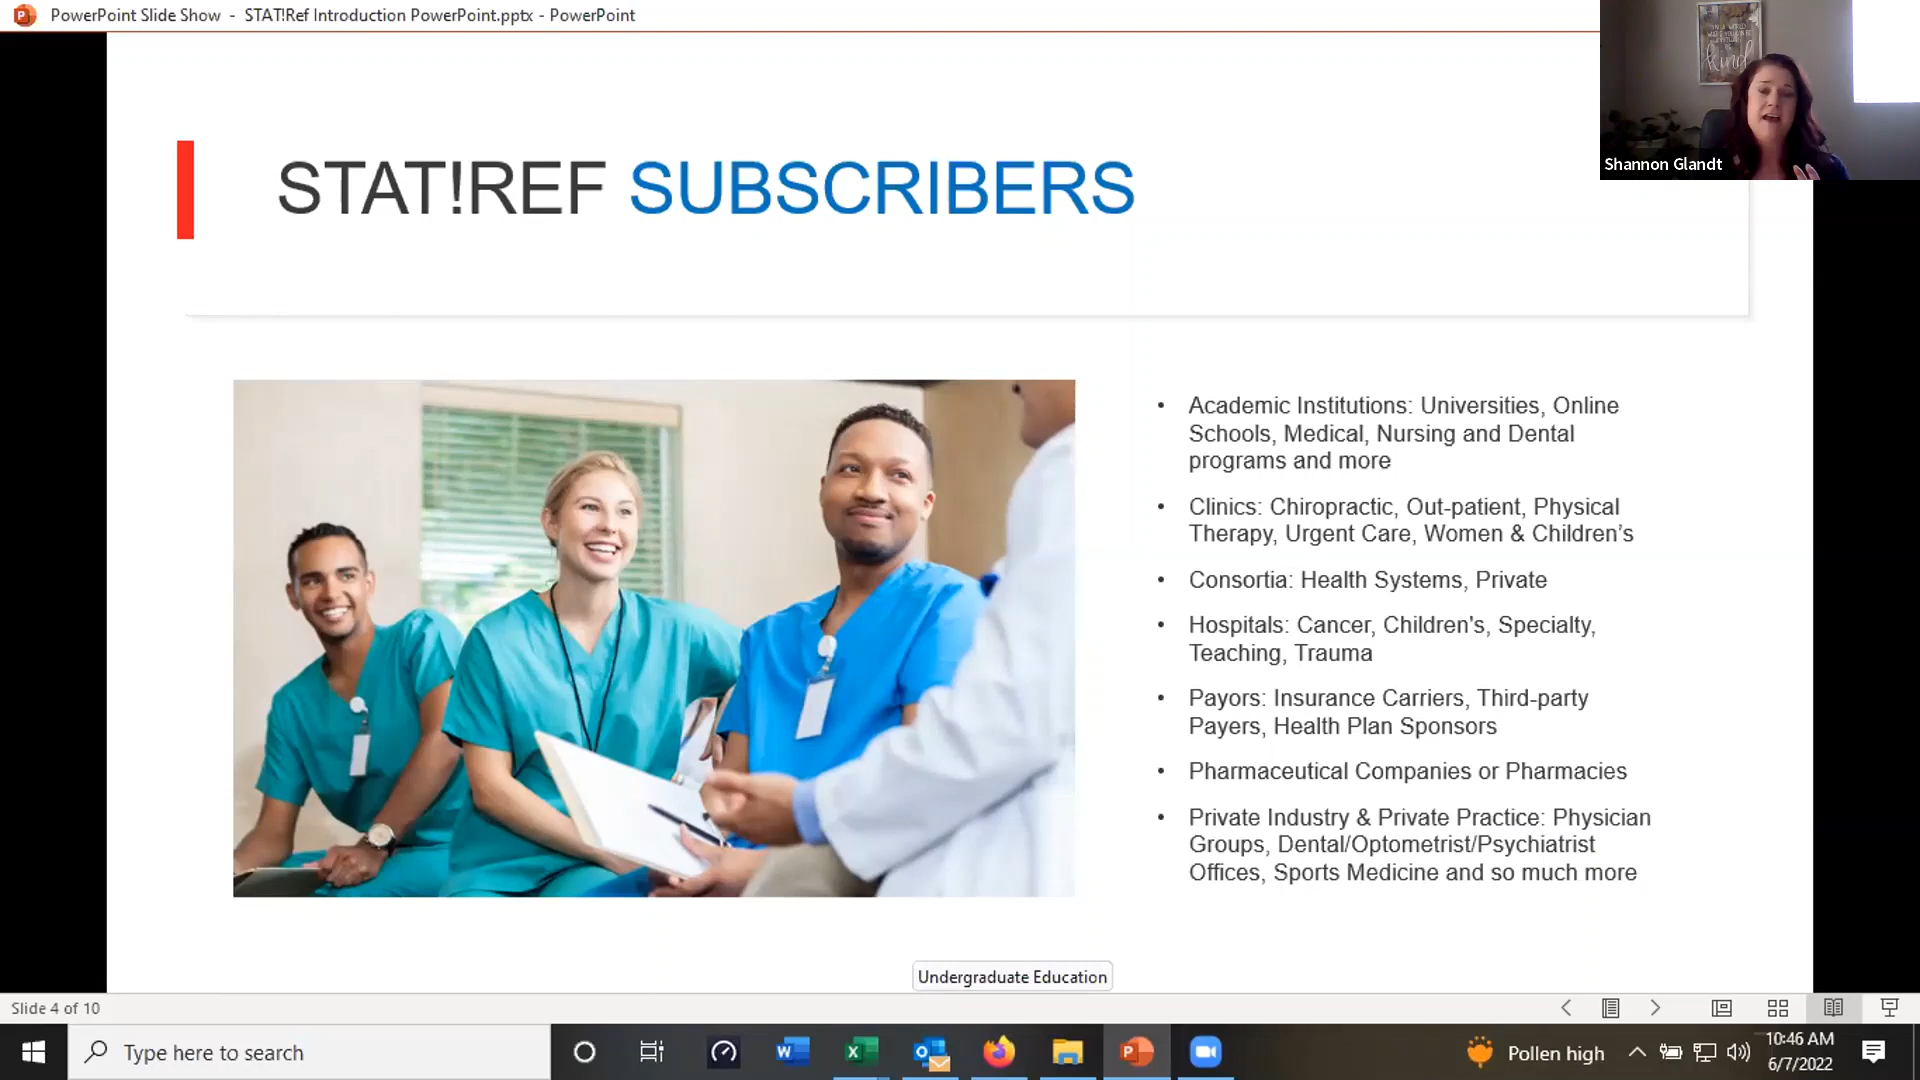 PowerPoint Slide Show - STAT!Ref Introduction PowerPoint.pptx - PowerPoint
kind
Shannon Glandt
STAT!REF SUBSCRIBERS
• Academic Institutions: Universities, Online
Schools, Medical, Nursing and Dental
programs and more
• Clinics: Chiropractic, Out-patient, Physical
Therapy, Urgent Care, Women & Children’s
• Consortia: Health Systems, Private
• Hospitals: Cancer, Children's, Specialty,
Teaching, Trauma
• Payors: Insurance Carriers, Third-party
Payers, Health Plan Sponsors
• Pharmaceutical Companies or Pharmacies
• Private Industry & Private Practice: Physician
Groups, Dental/Optometrist/Psychiatrist
Offices, Sports Medicine and so much more
Undergraduate Education
Slide 4 of 10
Type here to search
Pollen high
10:46 AM
6/7/2022